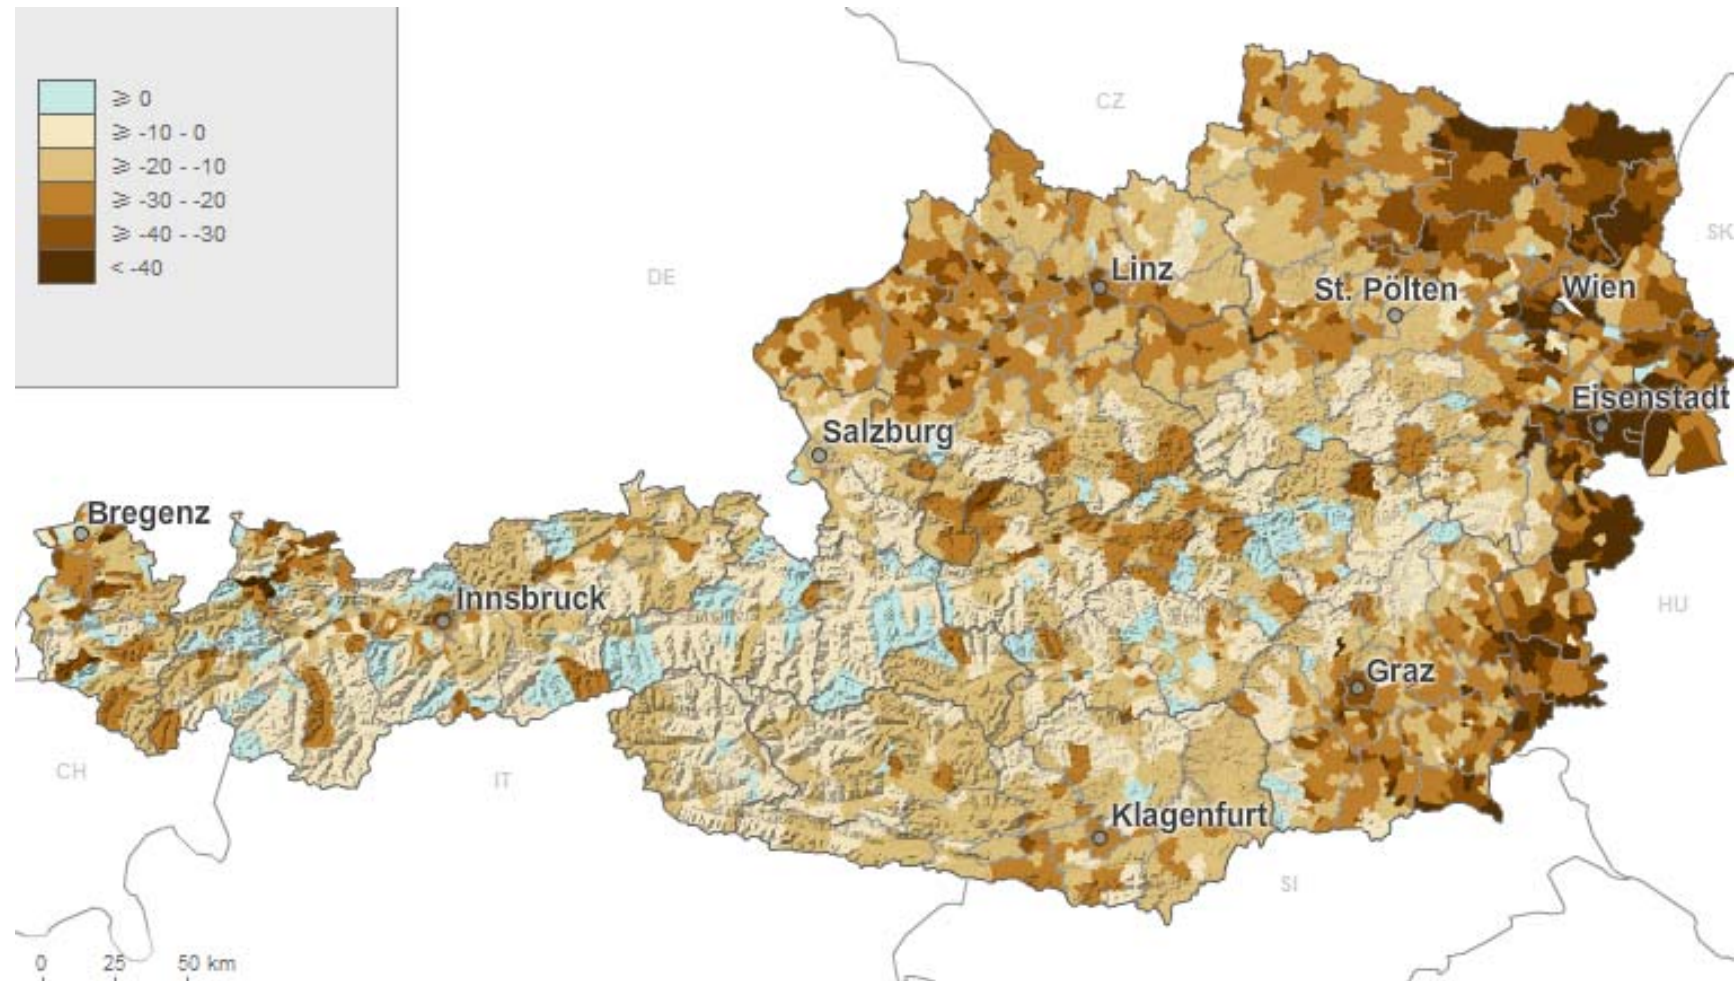 ⩾ 0
⩾ -10 - 0
⩾ -20 - -10
⩾ -30 - -20
⩾ -40 - -30
< -40
CZ
DE
SK
Linz
St. Pölten
Wien
Eisenstadt
Salzburg
Bregenz
Innsbruck
HU
Graz
CH
IT
Klagenfurt
SI
0 25 50 km